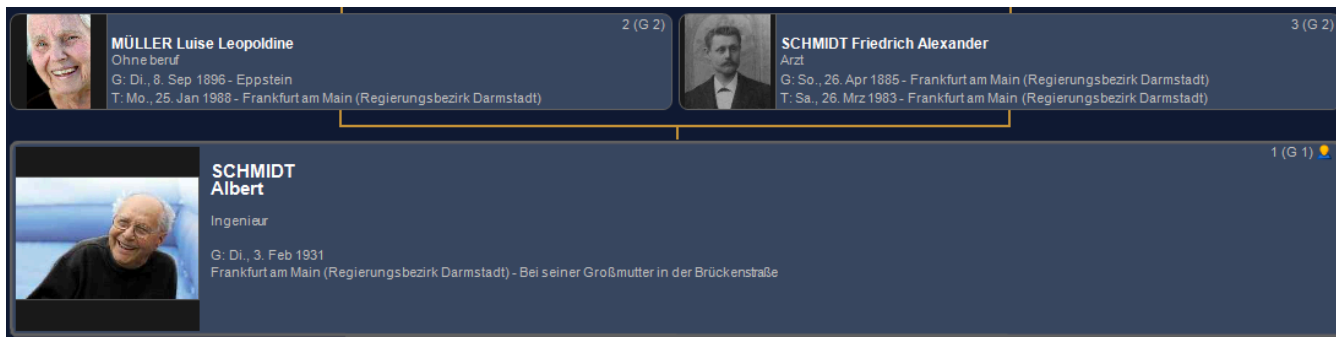 2 (G 2)
MÜLLER Luise Leopoldine
Ohne beruf
G: Di., 8. Sep 1896 - Eppstein
T: Mo., 25. Jan 1988 - Frankfurt am Main (Regierungsbezirk Darmstadt)
3 (G 2)
SCHMIDT Friedrich Alexander
Arzt
G: So., 26. Apr 1885 - Frankfurt am Main (Regierungsbezirk Darmstadt)
T: Sa., 26. Mrz 1983 - Frankfurt am Main (Regierungsbezirk Darmstadt)
1 (G 1)
SCHMIDT
Albert
Ingenieur
G: Di., 3. Feb 1931
Frankfurt am Main (Regierungsbezirk Darmstadt) - Bei seiner Großmutter in der Brückenstraße